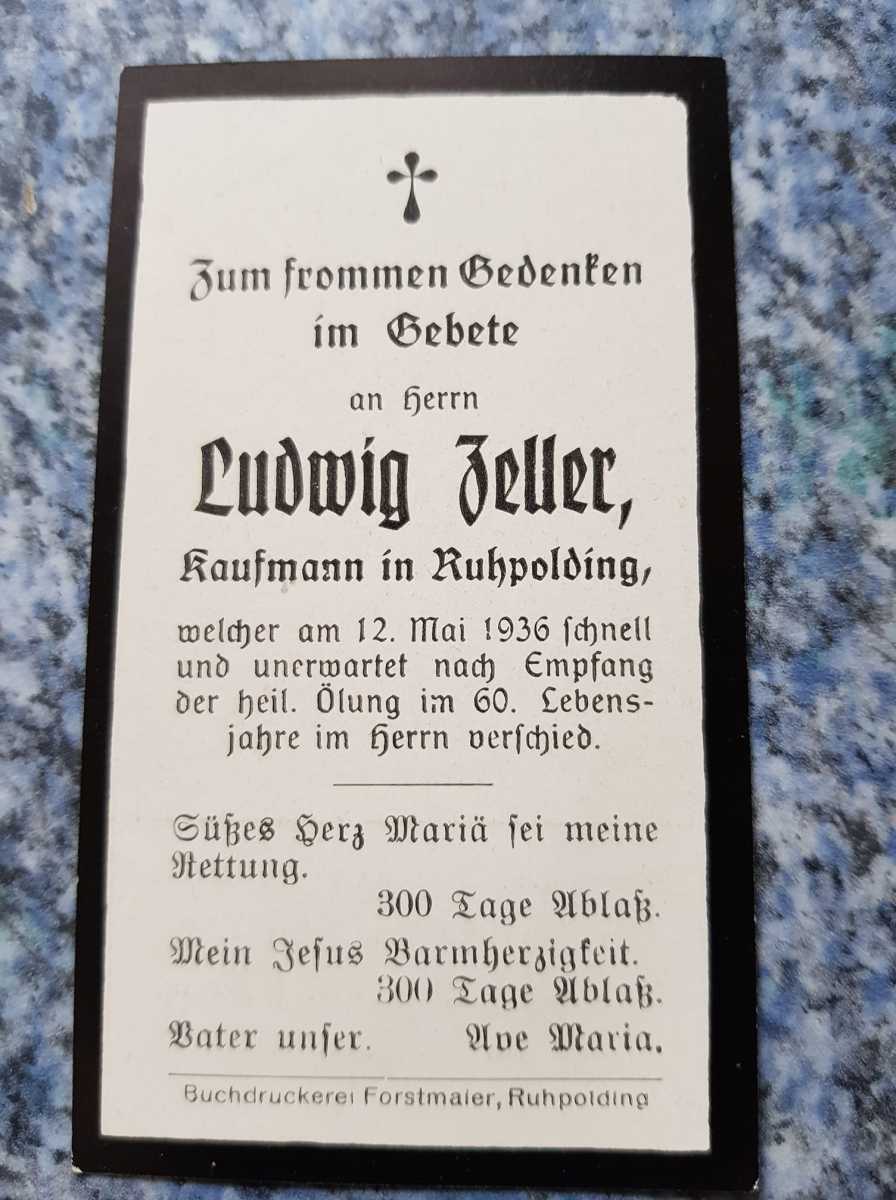 Zum frommen Gedenken
im Gebete
an Herrn
Ludwig Zeller,
Kaufmann in Ruhpolding,
welcher am 12. Mai 1936 schnell
und unerwartet nach Empfang
der heil. Ölung im 60. Lebens-
jahre im Herrn verschied.
Süßes Herz Mariä sei meine
Rettung.
300 Tage Ablaß.
Mein Jesus Barmherzigkeit.
300 Tage Ablaß.
Vater unser. Ave Maria.
Buchdruckerei Forstmaier, Ruhpolding